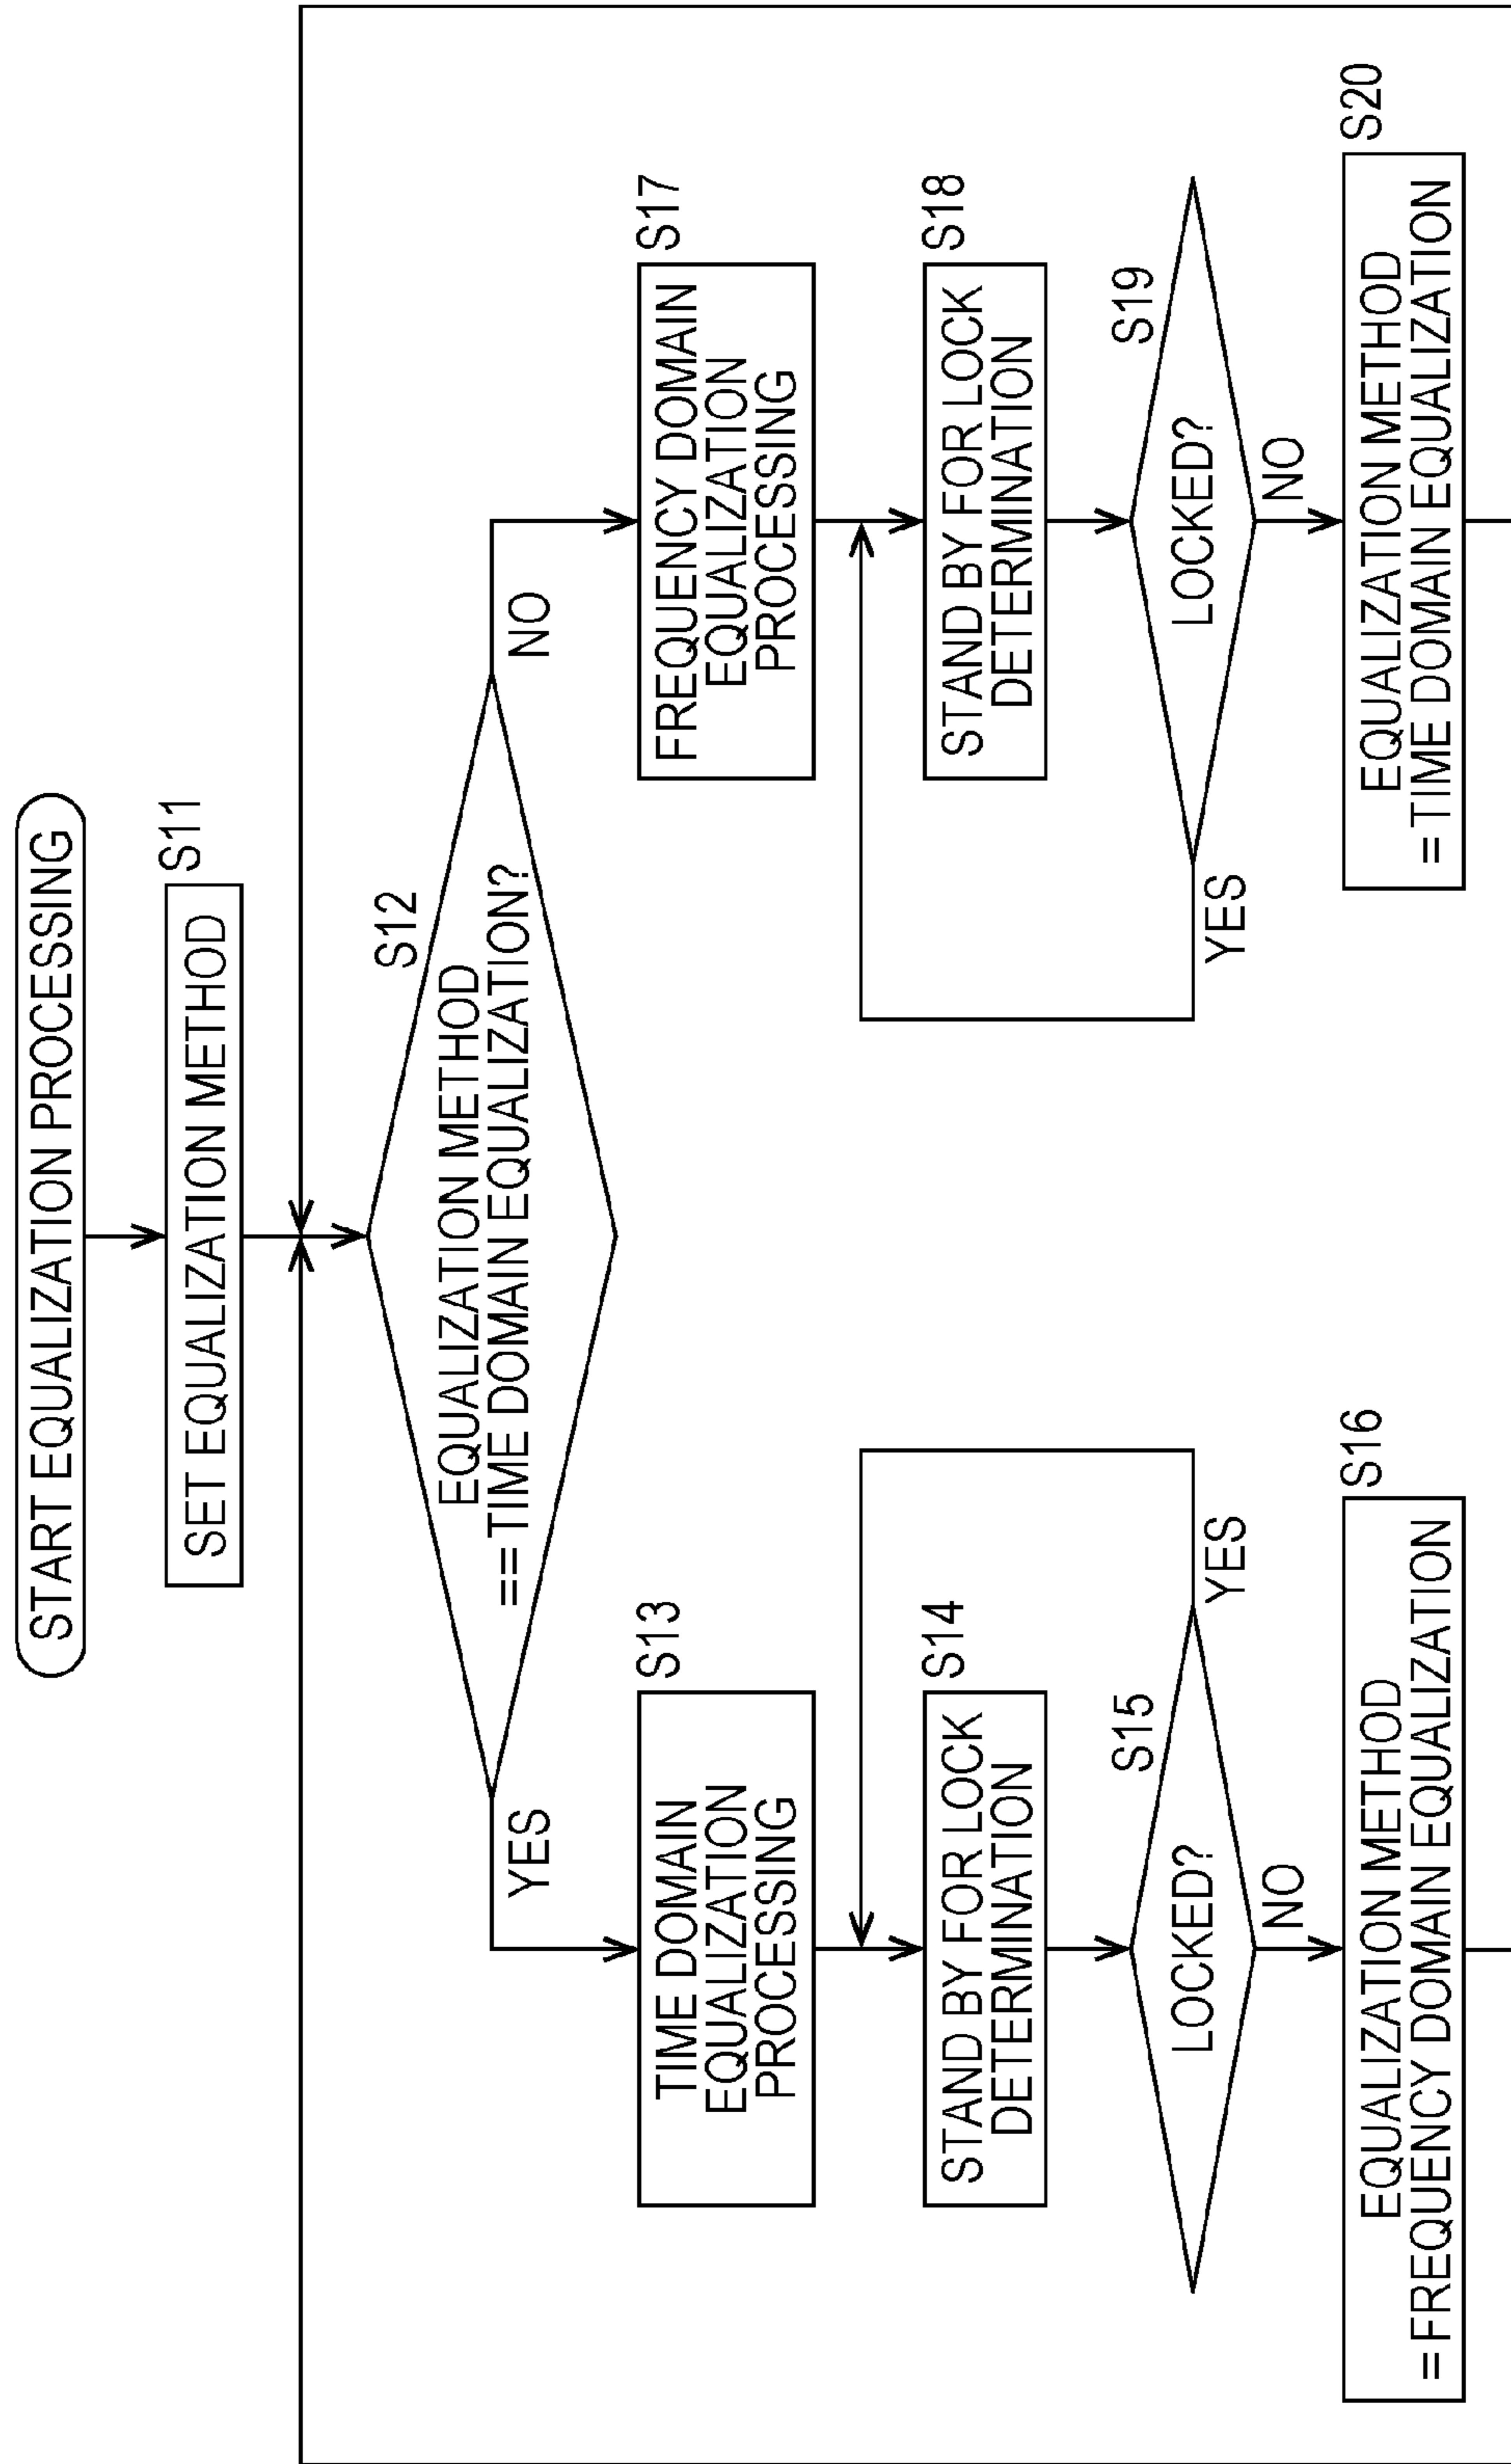 START EQUALIZATION PROCESSING
S11
SET EQUALIZATION METHOD
S12
EQUALIZATION METHOD
== TIME DOMAIN EQUALIZATION?
YES
NO
S13
TIME DOMAIN
EQUALIZATION
PROCESSING
S14
STAND BY FOR LOCK
DETERMINATION
S15
LOCKED?
YES
NO
S16
EQUALIZATION METHOD
= FREQUENCY DOMAIN EQUALIZATION
S17
FREQUENCY DOMAIN
EQUALIZATION
PROCESSING
S18
STAND BY FOR LOCK
DETERMINATION
S19
LOCKED?
YES
NO
S20
EQUALIZATION METHOD
= TIME DOMAIN EQUALIZATION